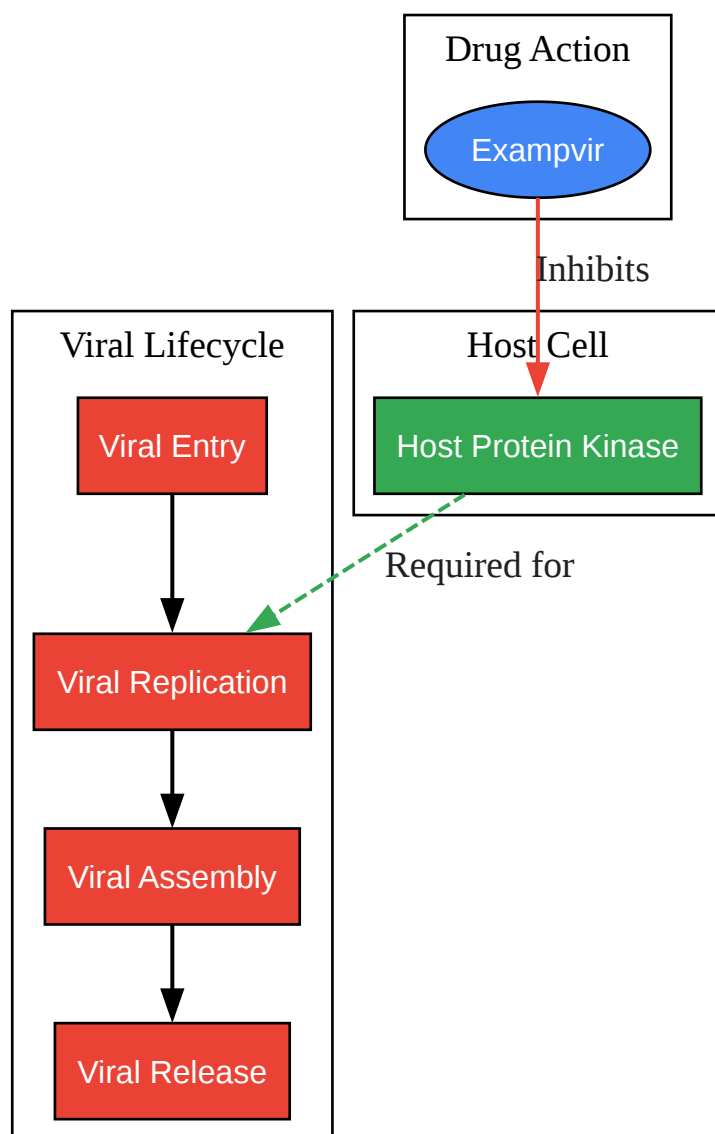 Drug Action
Exampvir
Inhibits
Viral Lifecycle
Host Cell
Viral Entry
Host Protein Kinase
Required for
Viral Replication
Viral Assembly
Viral Release